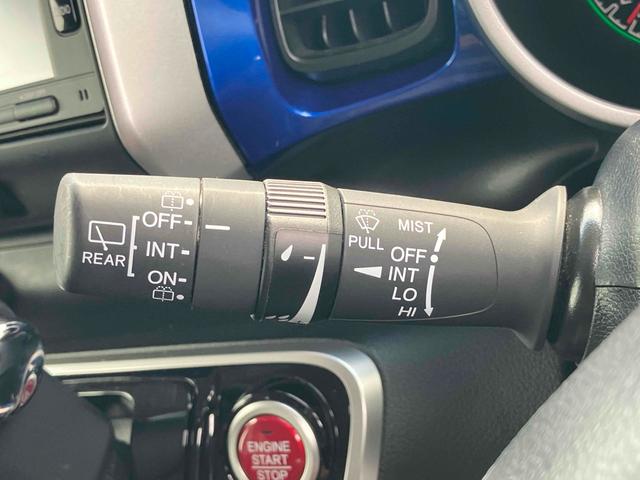 OFF
INT
ON
REAR
PULL
MIST
OFF
INT
LO
HI
ENGINE
START
STOP